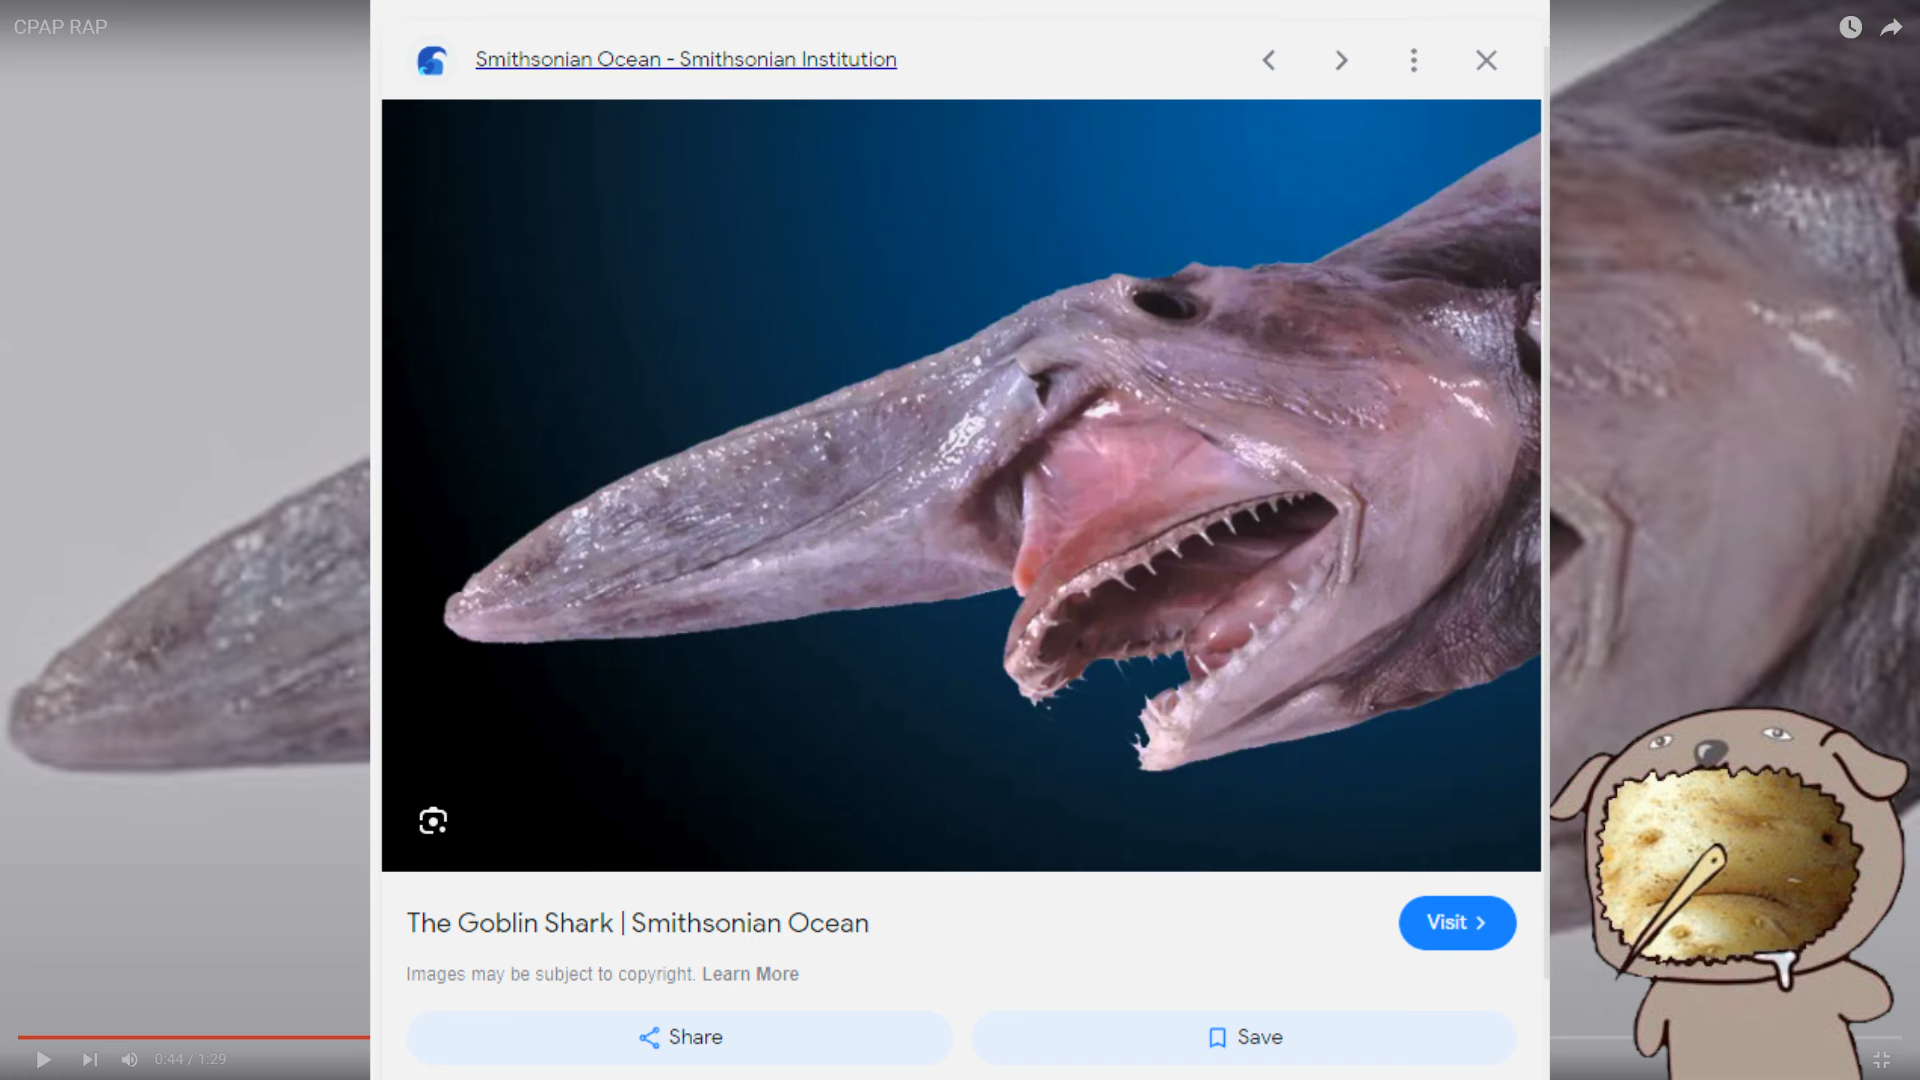 CPAP RAP
Smithsonian Ocean - Smithsonian Institution
The Goblin Shark | Smithsonian Ocean
Visit
Images may be subject to copyright. Learn More
Share
Save
0:44 / 1:29